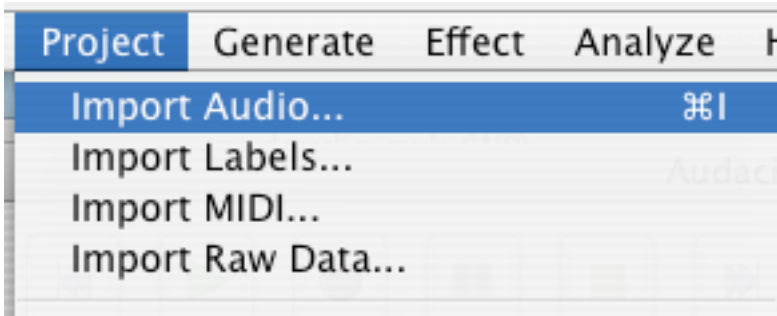 Project Generate Effect Analyze
Import Audio... ⌘I
Import Labels...
Import MIDI...
Import Raw Data...